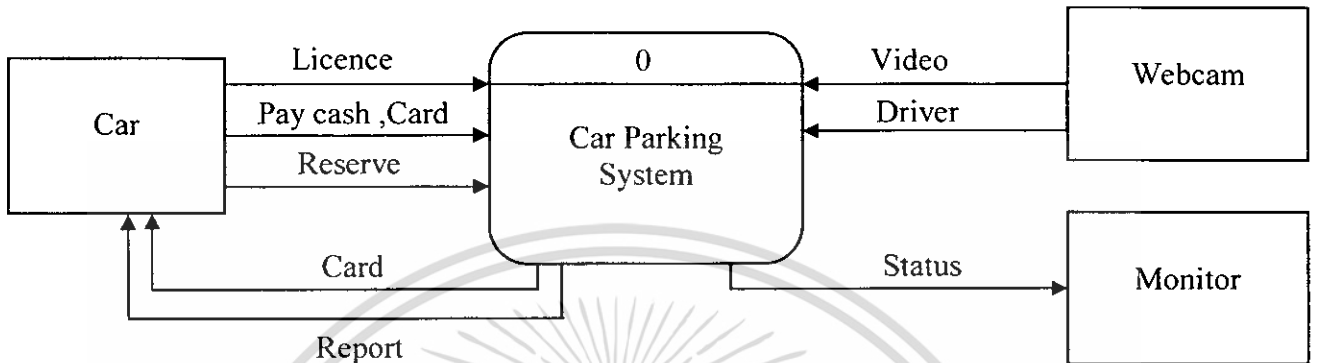 Licence
0
Video
Webcam
Car
Pay cash ,Card
Driver
Car Parking
System
Reserve
Card
Status
Monitor
Report